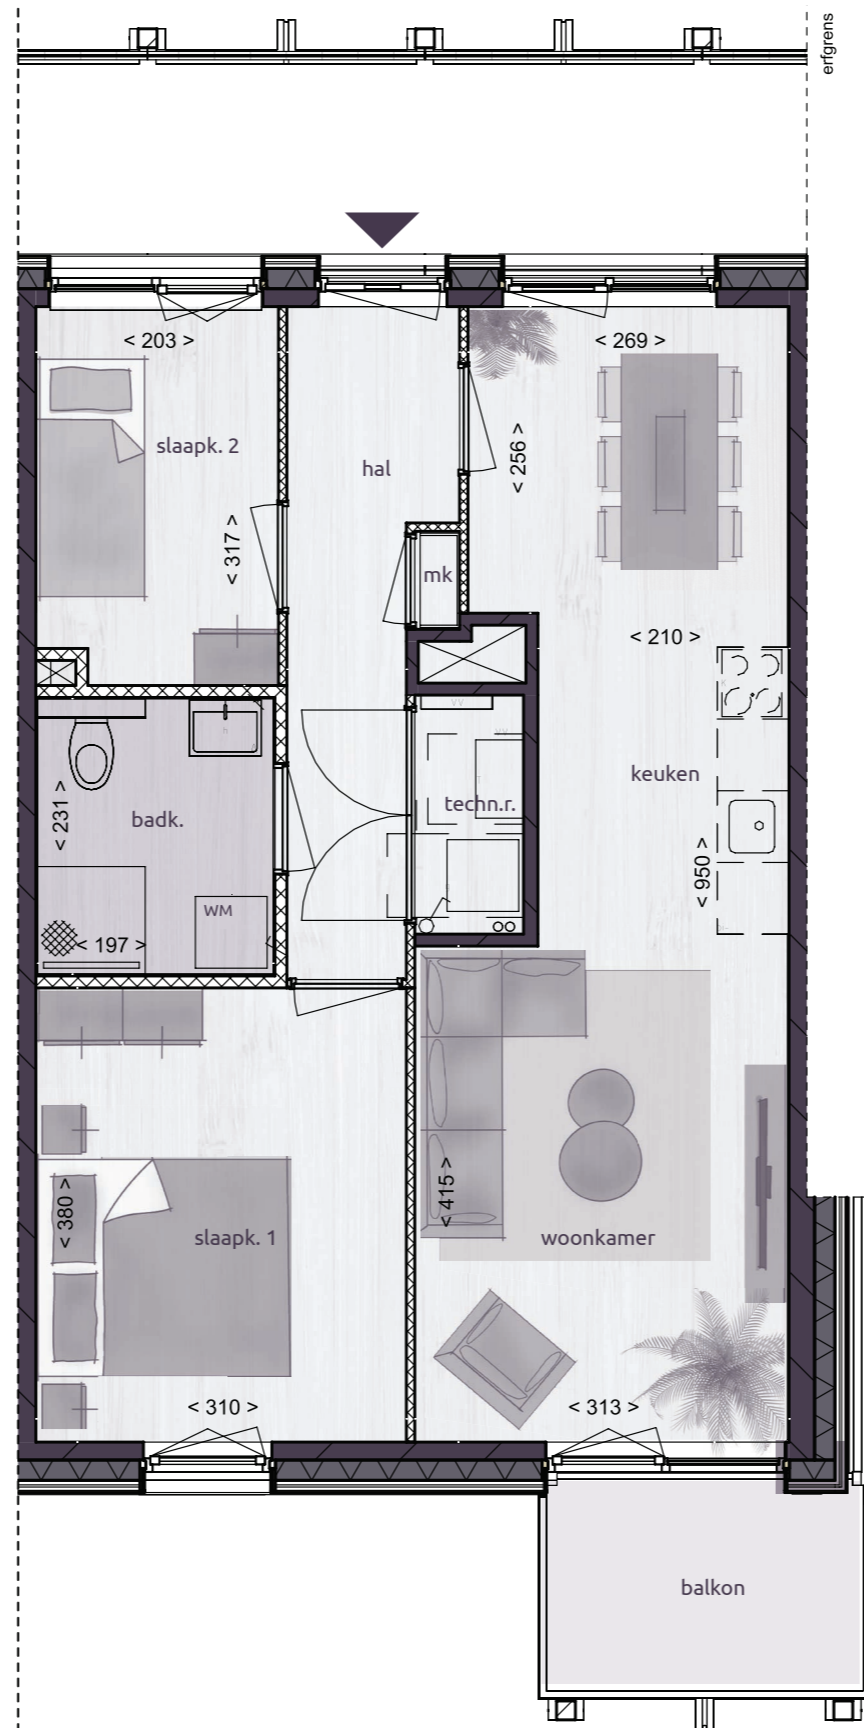 erfgrens
< 203 >
< 269 >
slaapk. 2
hal
< 256 >
< 317 >
mk
< 210 >
vv
keuken
techn.r.
< 231 >
badk.
< 950 >
WM
< 197 >
< 380 >
slaapk. 1
< 415 >
woonkamer
< 310 >
< 313 >
balkon